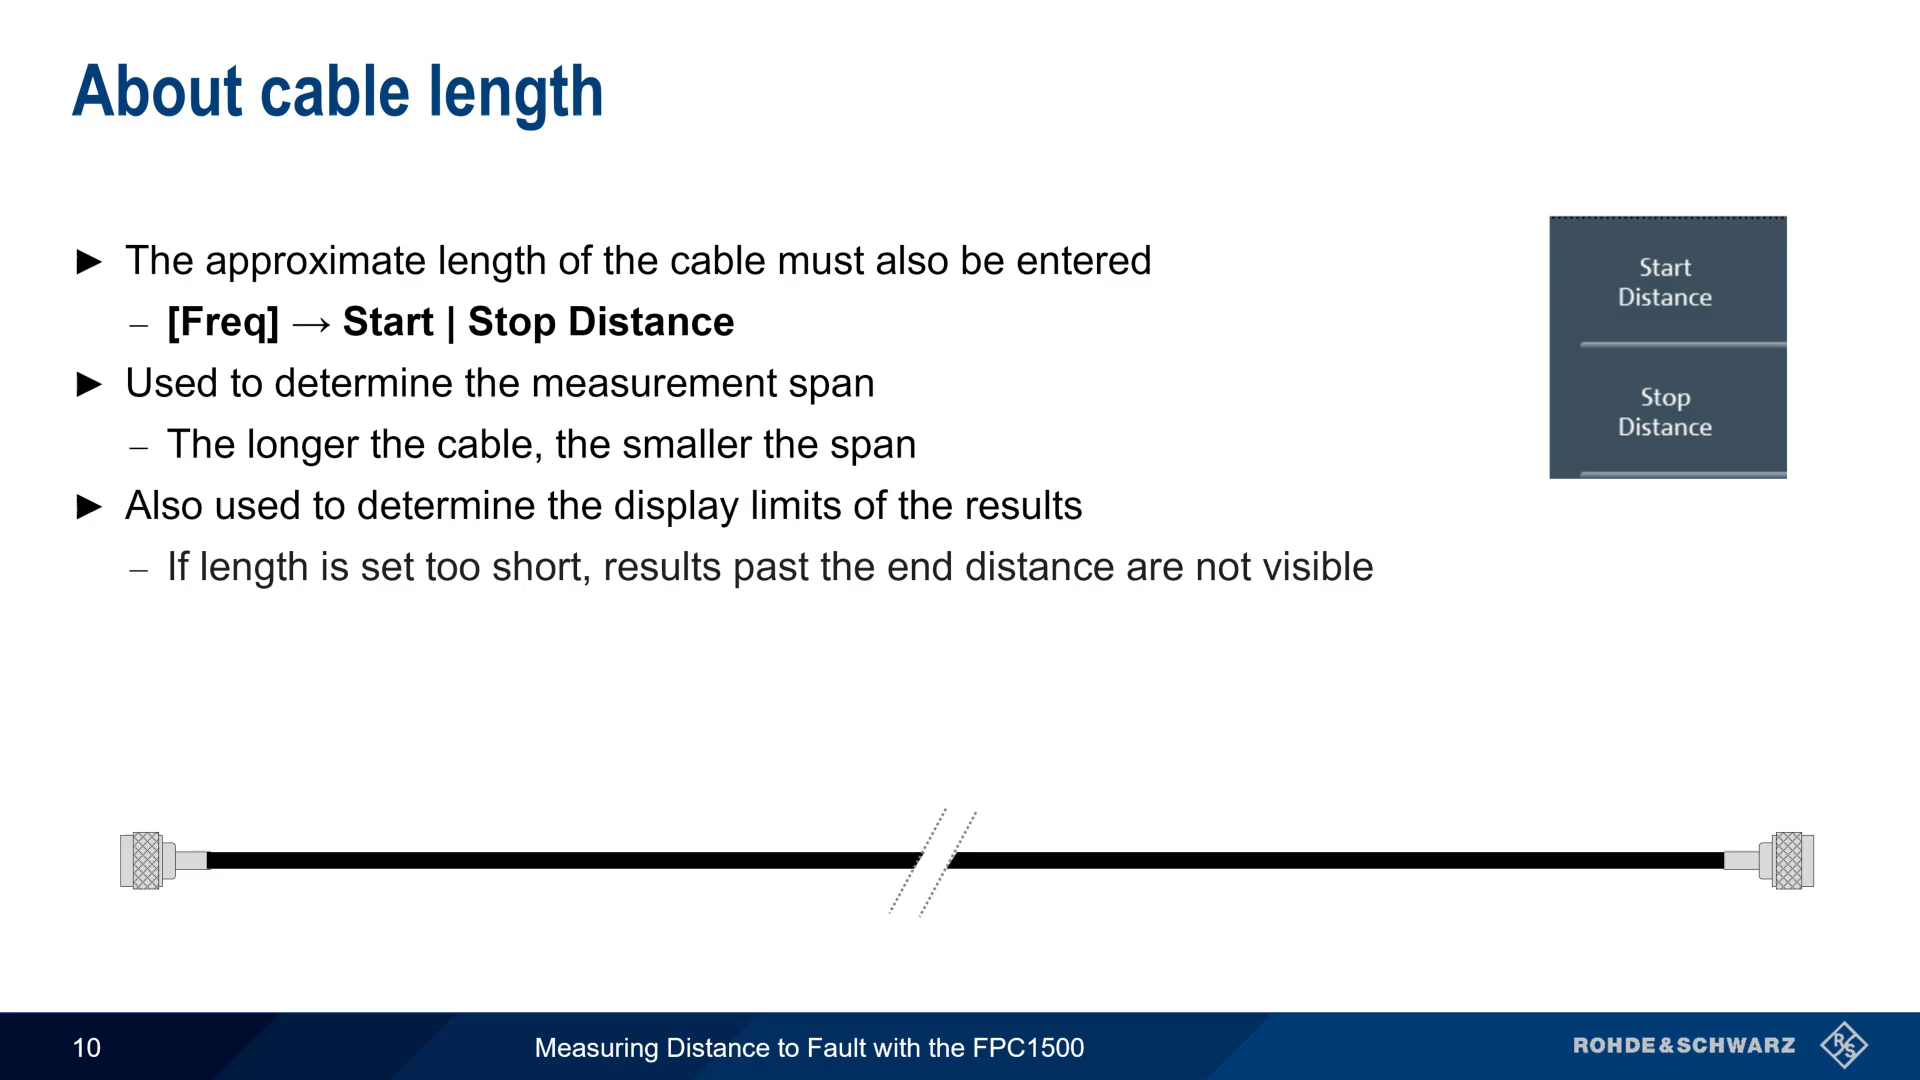 About cable length
► The approximate length of the cable must also be entered
– [Freq] → Start | Stop Distance
► Used to determine the measurement span
– The longer the cable, the smaller the span
► Also used to determine the display limits of the results
– If length is set too short, results past the end distance are not visible
Start
Distance
Stop
Distance
10
Measuring Distance to Fault with the FPC1500
ROHDE&SCHWARZ
R
S